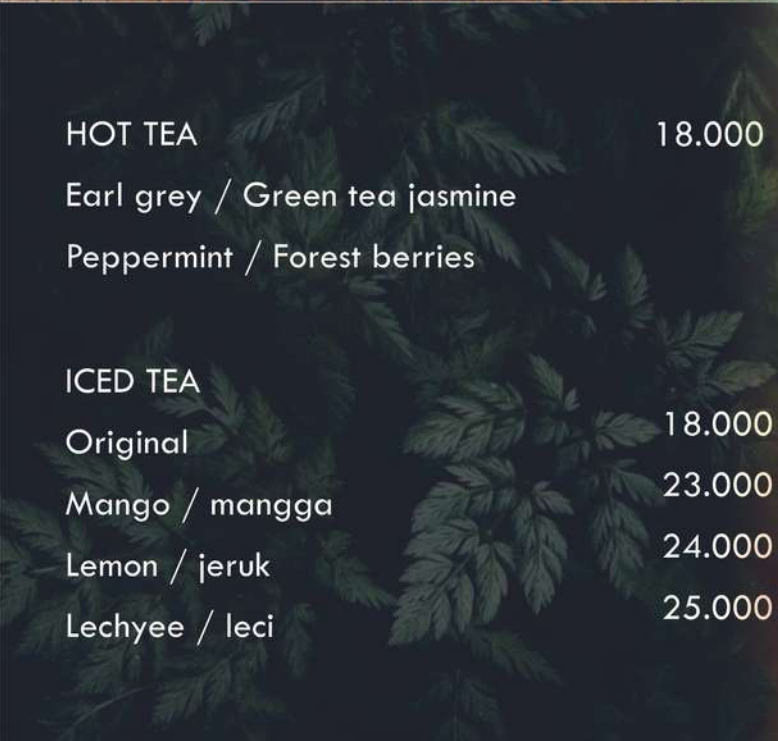 HOT TEA 18.000
Earl grey / Green tea jasmine
Peppermint / Forest berries
ICED TEA
Original 18.000
Mango / mangga 23.000
Lemon / jeruk 24.000
Lechyee / leci 25.000